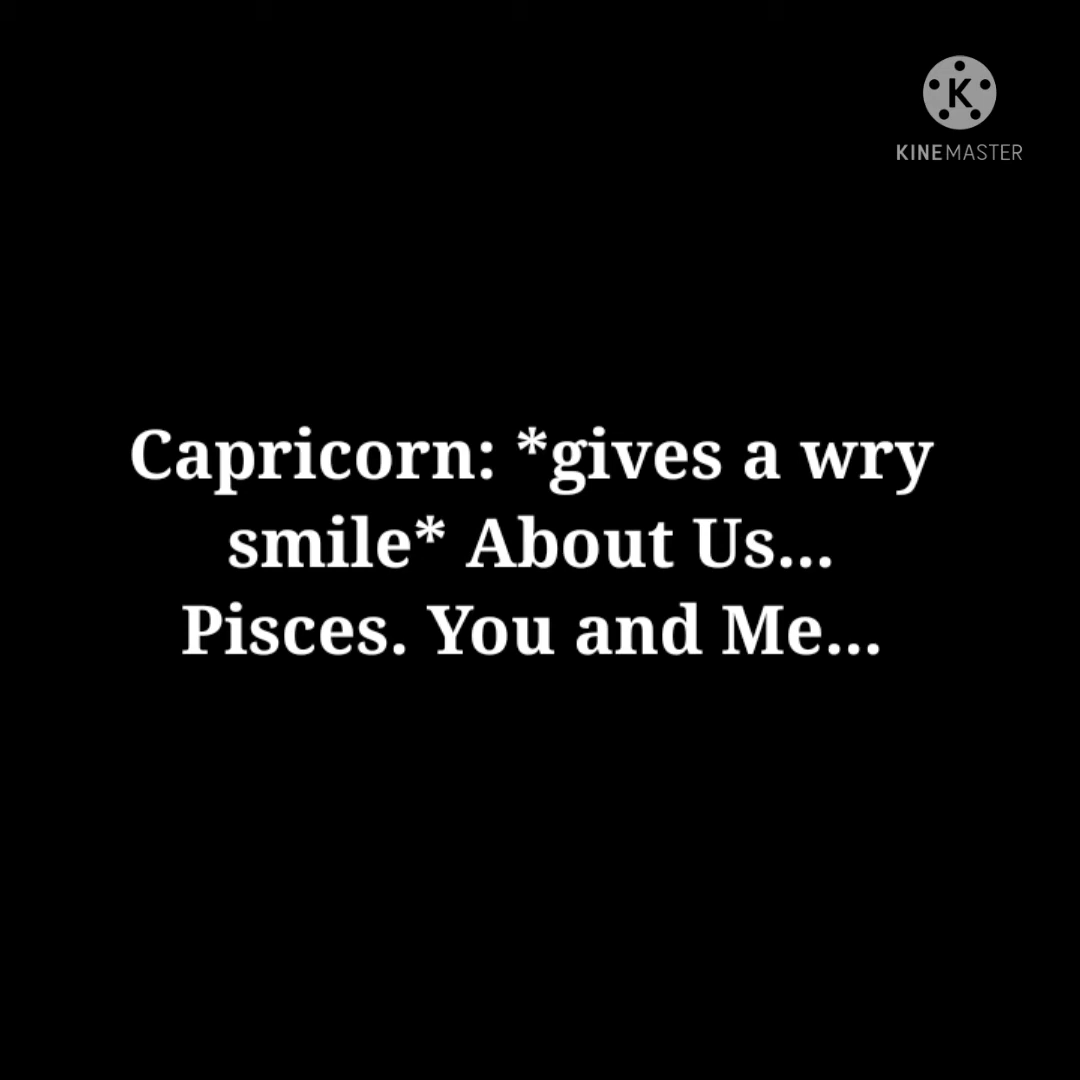 K
KINEMASTER
Capricorn: *gives a wry
smile* About Us...
Pisces. You and Me...